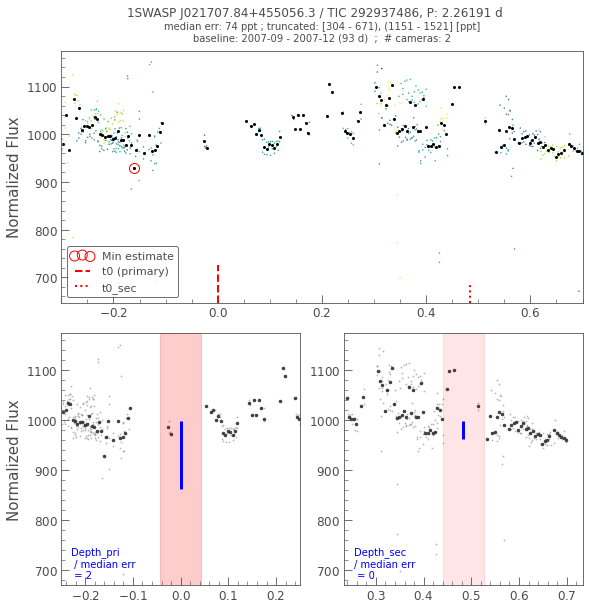 1SWASP J021707.84+455056.3 / TIC 292937486, P: 2.26191 d
median err: 74 ppt ; truncated: [304 - 671), (1151 - 1521] [ppt]
baseline: 2007-09 - 2007-12 (93 d)  ;  # cameras: 2
Normalized Flux
1100
1000
900
800
700
Min estimate
t0 (primary)
t0_sec
−0.2
0.0
0.2
0.4
0.6
Normalized Flux
1100
1000
900
800
700
Depth_pri
/ median err
= 2
−0.2
−0.1
0.0
0.1
0.2
1100
1000
900
800
700
Depth_sec
/ median err
= 0
0.3
0.4
0.5
0.6
0.7